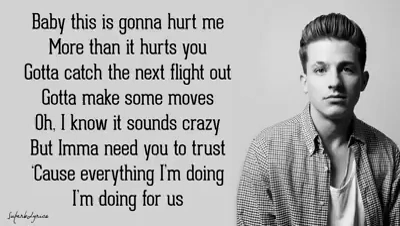 Baby this is gonna hurt me
More than it hurts you
Gotta catch the next flight out
Gotta make some moves
Oh, I know it sounds crazy
But Imma need you to trust
'Cause everything I'm doing
I'm doing for us